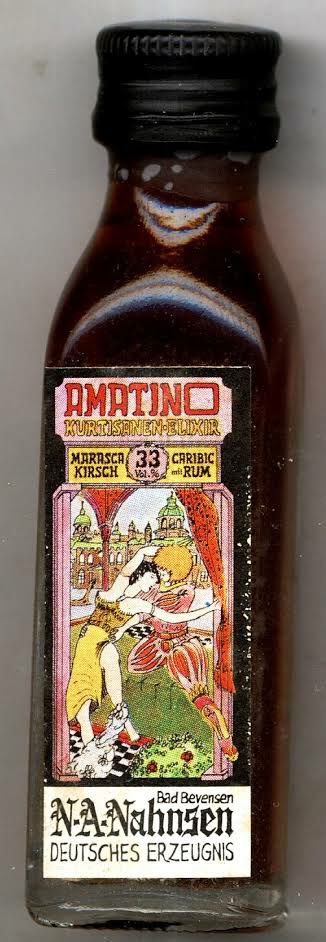 AMATINO
KURTISANEN-ELIXIR
MARASCA 33 CARIBIC
KIRSCH Vol.% mit RUM
Bad Bevensen
N-A-Nahnsen
DEUTSCHES ERZEUGNIS